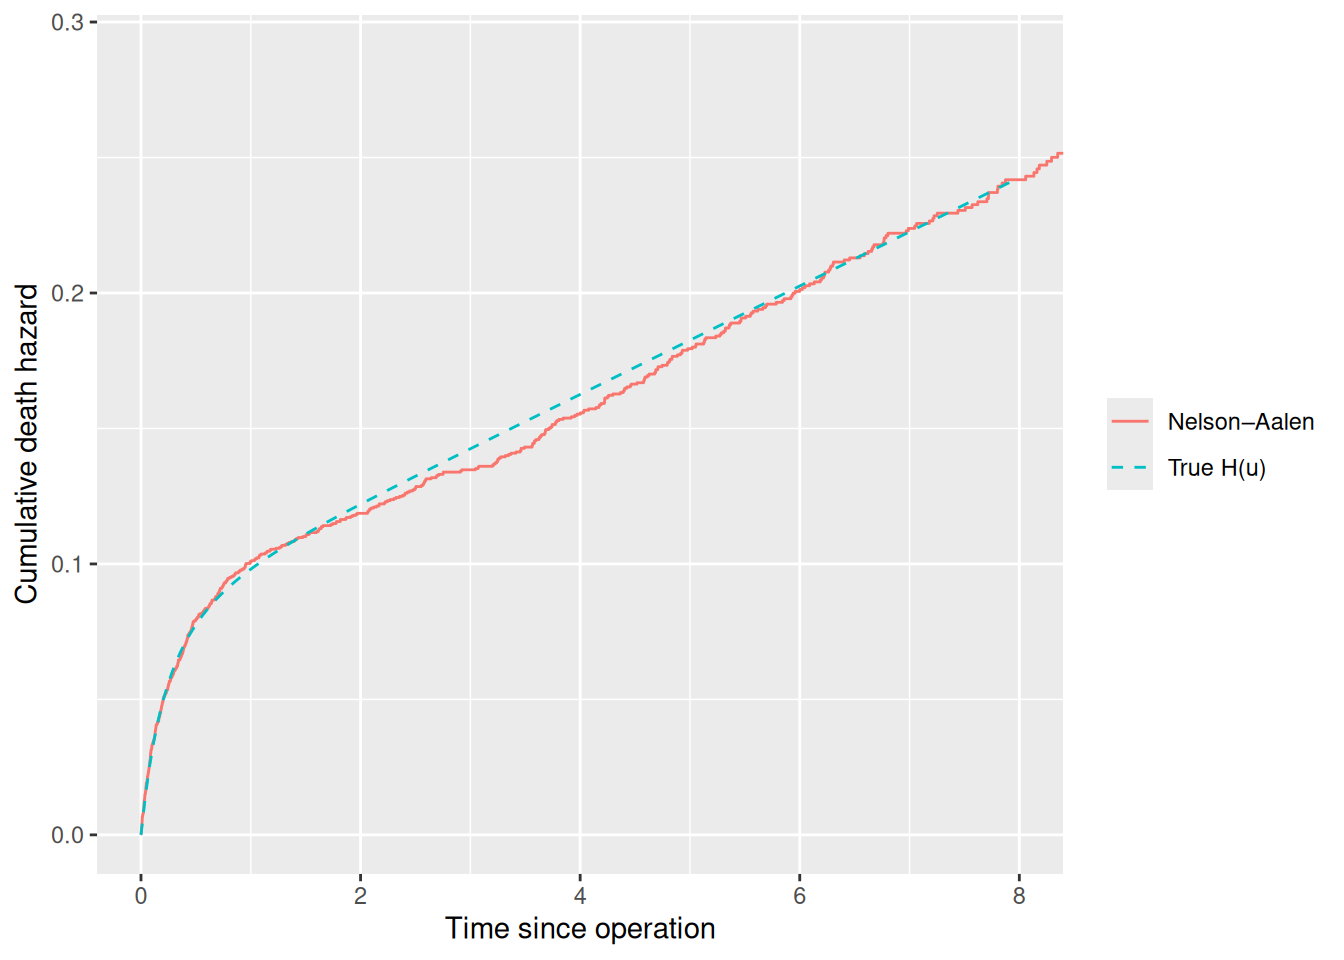 0.3
0.2
0.1
0.0
Cumulative death hazard
0
2
4
6
8
Time since operation
Nelson−Aalen
True H(u)